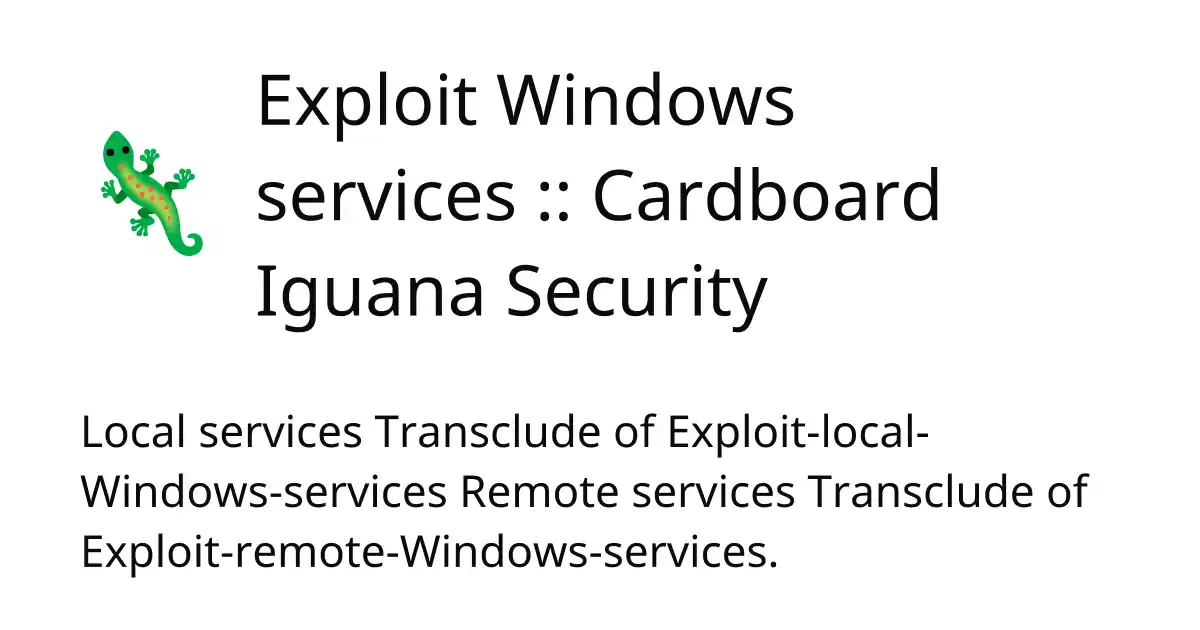 Exploit Windows
services :: Cardboard
Iguana Security
Local services Transclude of Exploit-local-
Windows-services Remote services Transclude of
Exploit-remote-Windows-services.